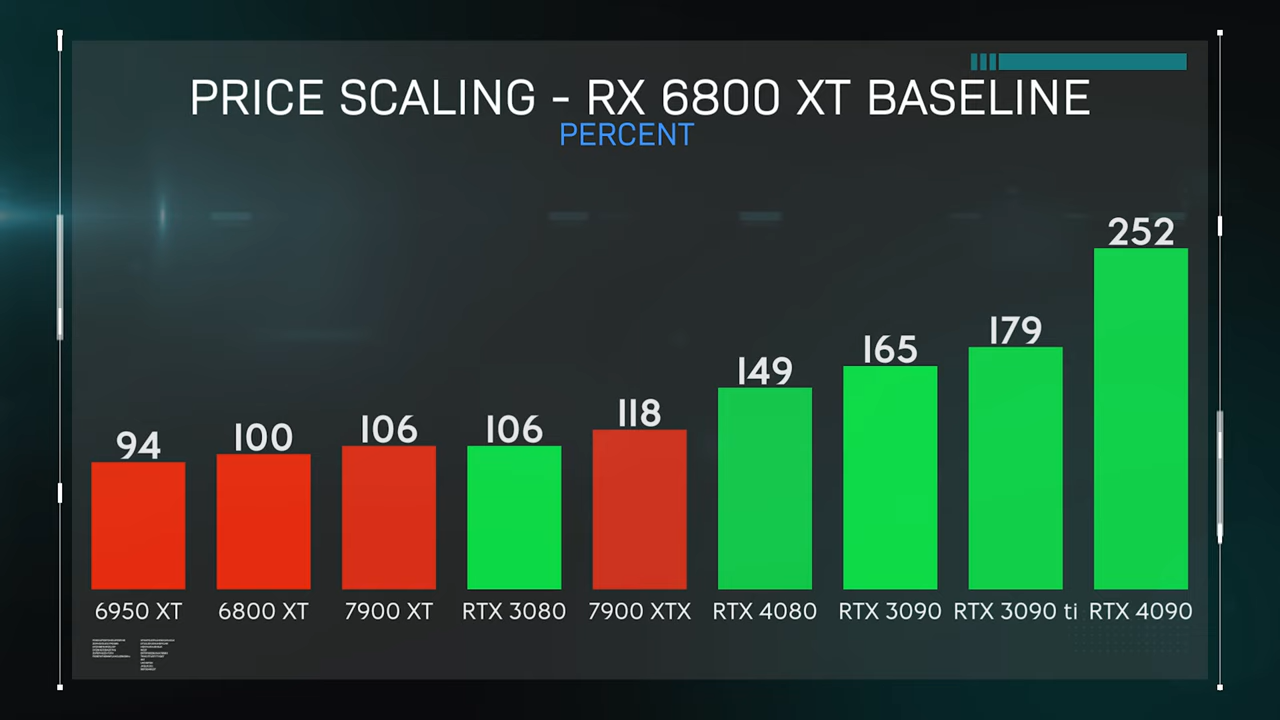 PRICE SCALING - RX 6800 XT BASELINE
PERCENT
94
100
106
106
118
149
165
179
252
6950 XT
6800 XT
7900 XT
RTX 3080
7900 XTX
RTX 4080
RTX 3090
RTX 3090 ti
RTX 4090